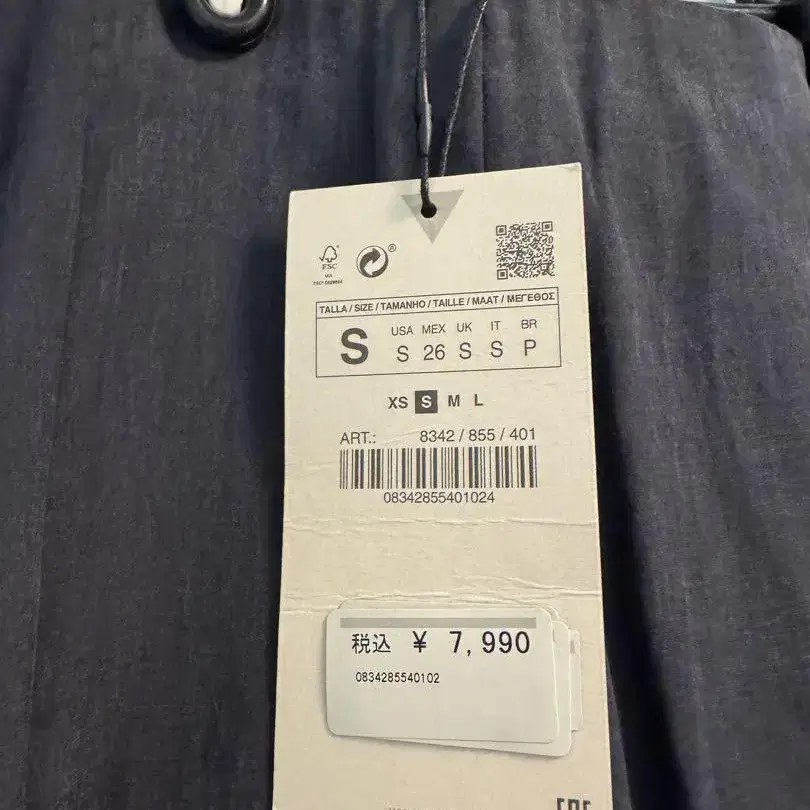 FSC
®
TALLA / SIZE / TAMANHO / TAILLE / MAAT / ΜΕΓΕΘΟΣ
S
USA MEX UK IT BR
S 26 S S P
XS S M L
ART.: 8342 / 855 / 401
08342855401024
税込 ¥ 7,990
0834285540102